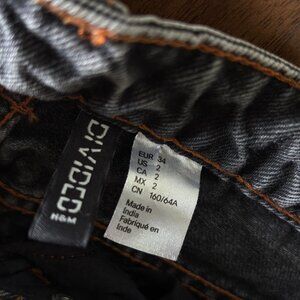 DIVIDED
H&M
EUR 34
US 2
CA 2
MX 2
CN 160/64A
Made in
India
Fabriqué en
Inde